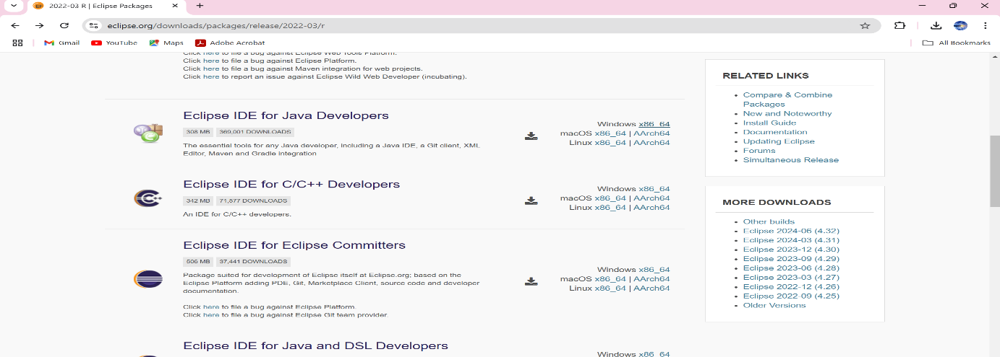 2022-03 R | Eclipse Packages
eclipse.org/downloads/packages/release/2022-03/r
Gmail
YouTube
Maps
Adobe Acrobat
All Bookmarks
Click here to file a bug against Eclipse Web Tools Platform.
Click here to file a bug against Eclipse Platform.
Click here to file a bug against Maven integration for web projects.
Click here to report an issue against Eclipse Wild Web Developer (incubating).
Eclipse IDE for Java Developers
308 MB 369,001 DOWNLOADS
The essential tools for any Java developer, including a Java IDE, a Git client, XML
Editor, Maven and Gradle integration
Windows x86_64
macOS x86_64 | AArch64
Linux x86_64 | AArch64
Eclipse IDE for C/C++ Developers
342 MB 71,577 DOWNLOADS
An IDE for C/C++ developers.
Windows x86_64
macOS x86_64 | AArch64
Linux x86_64 | AArch64
Eclipse IDE for Eclipse Committers
506 MB 37,441 DOWNLOADS
Package suited for development of Eclipse itself at Eclipse.org; based on the
Eclipse Platform adding PDE, Git, Marketplace Client, source code and developer
documentation.
Click here to file a bug against Eclipse Platform.
Click here to file a bug against Eclipse Git team provider.
Windows x86_64
macOS x86_64 | AArch64
Linux x86_64 | AArch64
Eclipse IDE for Java and DSL Developers
Windows x86_64
RELATED LINKS
Compare & Combine
Packages
New and Noteworthy
Install Guide
Documentation
Updating Eclipse
Forums
Simultaneous Release
MORE DOWNLOADS
Other builds
Eclipse 2024-06 (4.32)
Eclipse 2024-03 (4.31)
Eclipse 2023-12 (4.30)
Eclipse 2023-09 (4.29)
Eclipse 2023-06 (4.28)
Eclipse 2023-03 (4.27)
Eclipse 2022-12 (4.26)
Eclipse 2022-09 (4.25)
Older Versions